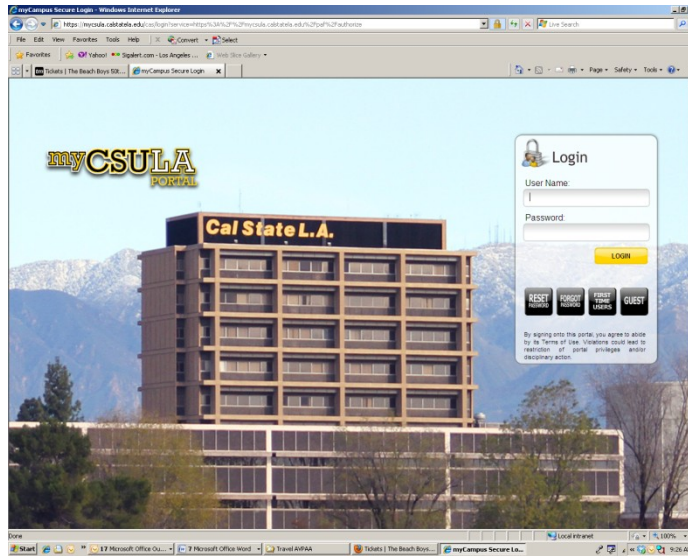 myCampus Secure Login - Windows Internet Explorer
https://mycsula.calstatela.edu/cas/login?service=https%3A%2F%2Fmycsula.calstatela.edu%2Fpaf%2Fauthorize
Live Search
File Edit View Favorites Tools Help X Convert Select
Favorites Yahoo! Sigalert.com - Los Angeles ... Web Slice Gallery
Tickets | The Beach Boys 50t... myCampus Secure Login X Page Safety Tools
myCSULA
PORTAL
Cal State L.A.
Login
User Name:
Password:
LOGIN
RESET PASSWORD
FORGOT PASSWORD
FIRST TIME USERS
GUEST
By signing onto this portal, you agree to abide
by its Terms of Use. Violations could lead to
restriction of portal privileges and/or
disciplinary action.
Done Local intranet 100%
Start 17 Microsoft Office Ou... 7 Microsoft Office Word Travel AVPAA Tickets | The Beach Boys... myCampus Secure Lo... 9:26 A